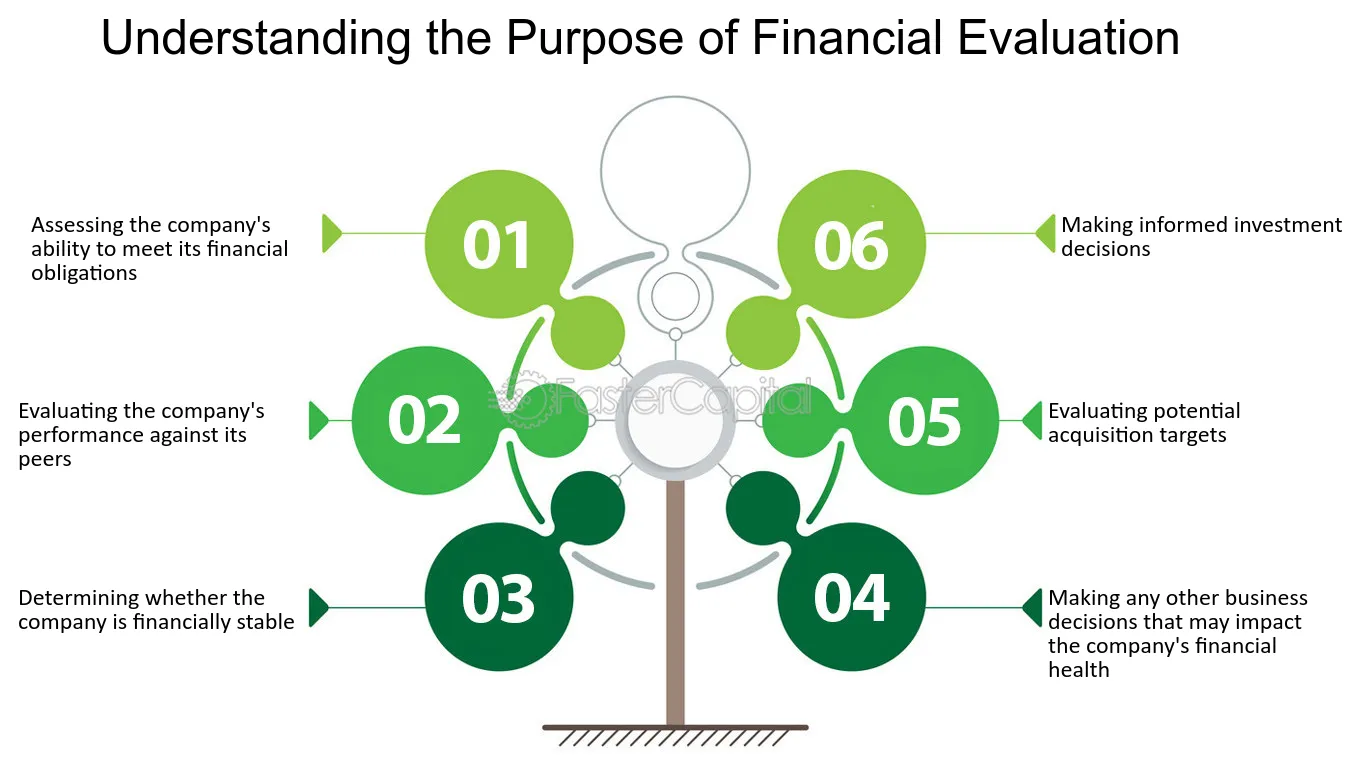 Understanding the Purpose of Financial Evaluation
01
Assessing the company's
ability to meet its financial
obligations
02
Evaluating the company's
performance against its
peers
03
Determining whether the
company is financially stable
06
Making informed investment
decisions
05
Evaluating potential
acquisition targets
04
Making any other business
decisions that may impact
the company's financial
health
FasterCapital